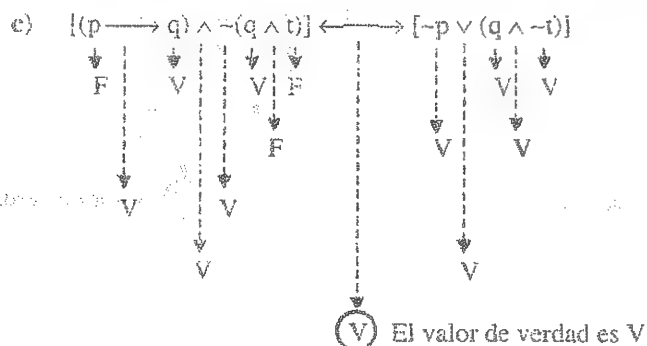 e) [(p ⟶ q) ∧ ~(q ∧ t)] ⟷ [~p ∨ (q ∧ ~t)]
F V V F V V
F V V
V V
V V
V El valor de verdad es V